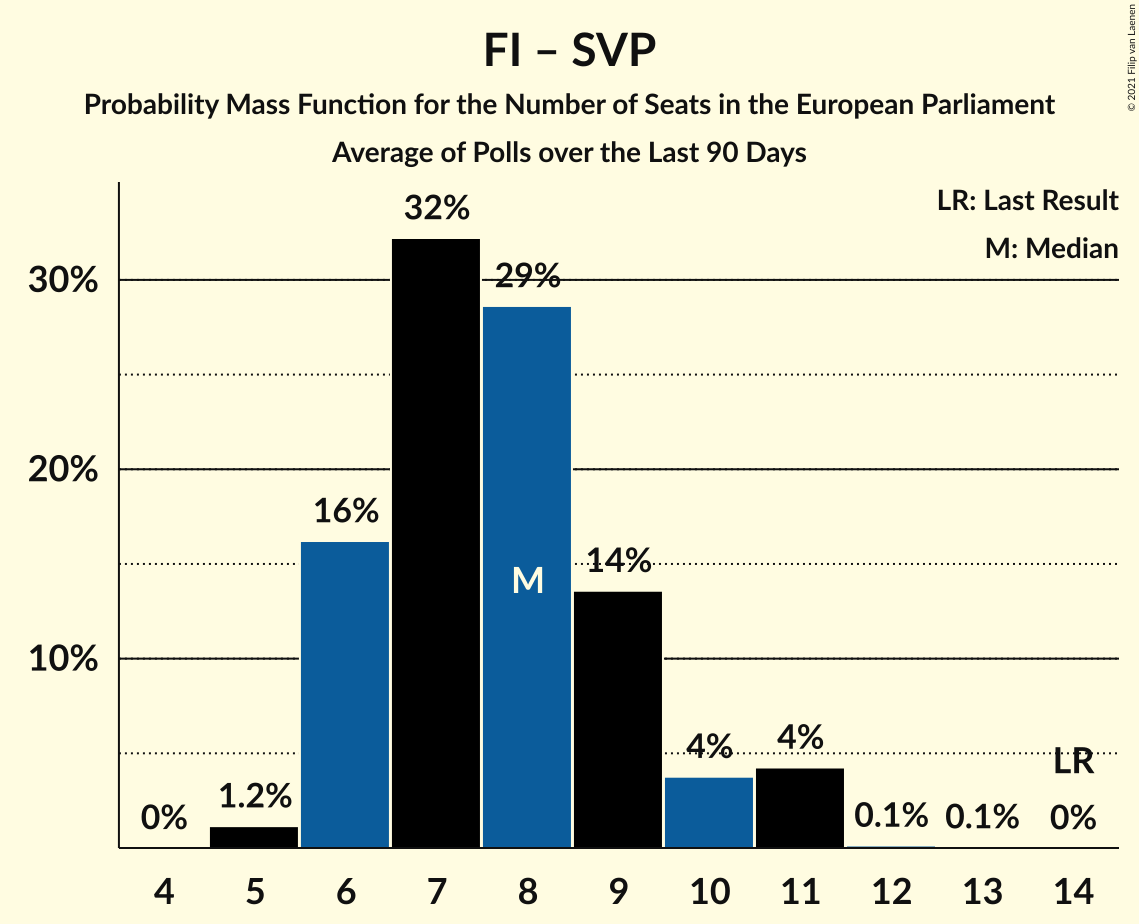 FI – SVP
Probability Mass Function for the Number of Seats in the European Parliament
Average of Polls over the Last 90 Days
© 2021 Filip van Laenen
LR: Last Result
M: Median
30%
20%
10%
0%
1.2%
16%
32%
29%
M
14%
4%
4%
0.1%
0.1%
LR
0%
4 5 6 7 8 9 10 11 12 13 14